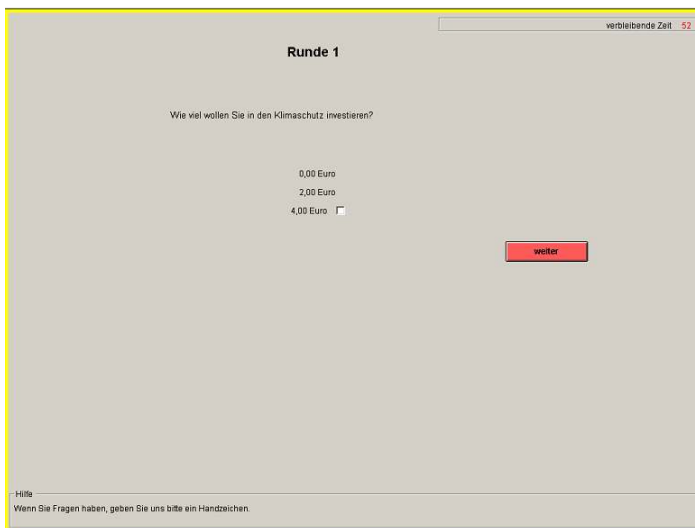 verbleibende Zeit 52
Runde 1
Wie viel wollen Sie in den Klimaschutz investieren?
0,00 Euro
2,00 Euro
4,00 Euro
weiter
Hilfe
Wenn Sie Fragen haben, geben Sie uns bitte ein Handzeichen.